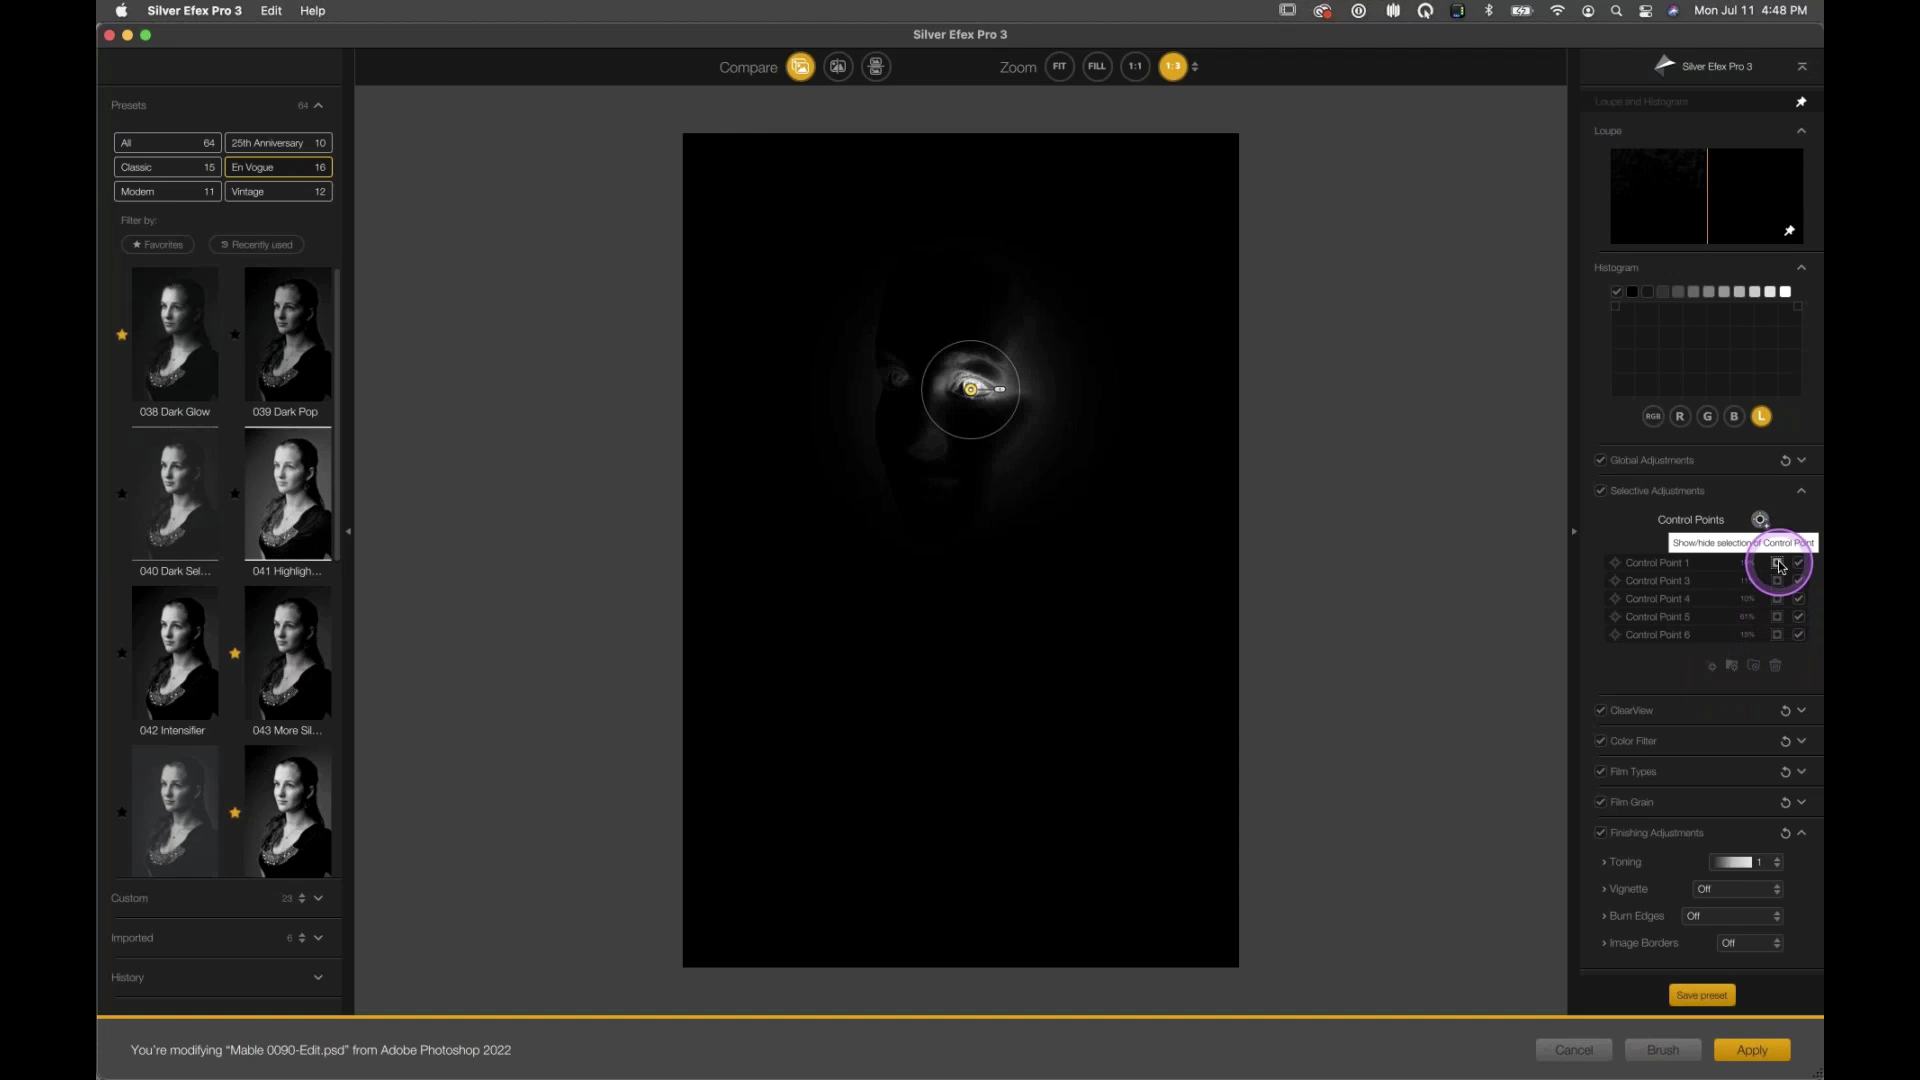 Silver Efex Pro 3 Edit Help
Mon Jul 11 4:48 PM
Silver Efex Pro 3
Compare
Zoom FIT FILL 1:1 1:3
Silver Efex Pro 3
Presets 64
All 64 25th Anniversary 10
Classic 15 En Vogue 16
Modern 11 Vintage 12
Filter by:
Favorites Recently used
038 Dark Glow 039 Dark Pop
040 Dark Sel... 041 Highligh...
042 Intensifier 043 More Sil...
Custom 23
Imported 6
History
Loupe and Histogram
Loupe
Histogram
RGB R G B L
Global Adjustments
Selective Adjustments
Control Points
Show/hide selection of Control Point
Control Point 1
Control Point 3
Control Point 4 10%
Control Point 5 61%
Control Point 6 15%
ClearView
Color Filter
Film Types
Film Grain
Finishing Adjustments
Toning 1
Vignette Off
Burn Edges Off
Image Borders Off
Save preset
You're modifying "Mable 0090-Edit.psd" from Adobe Photoshop 2022
Cancel Brush Apply